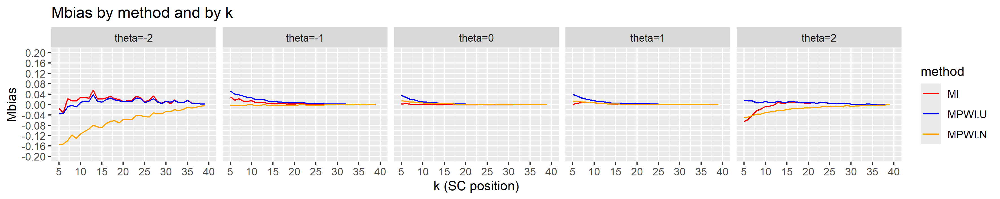 Mbias by method and by k
theta=-2 theta=-1 theta=0 theta=1 theta=2
Mbias
0.20
0.16
0.12
0.08
0.04
0.00
-0.04
-0.08
-0.12
-0.16
-0.20
5 10 15 20 25 30 35 40 5 10 15 20 25 30 35 40 5 10 15 20 25 30 35 40 5 10 15 20 25 30 35 40 5 10 15 20 25 30 35 40
k (SC position)
method
MI
MPWI.U
MPWI.N